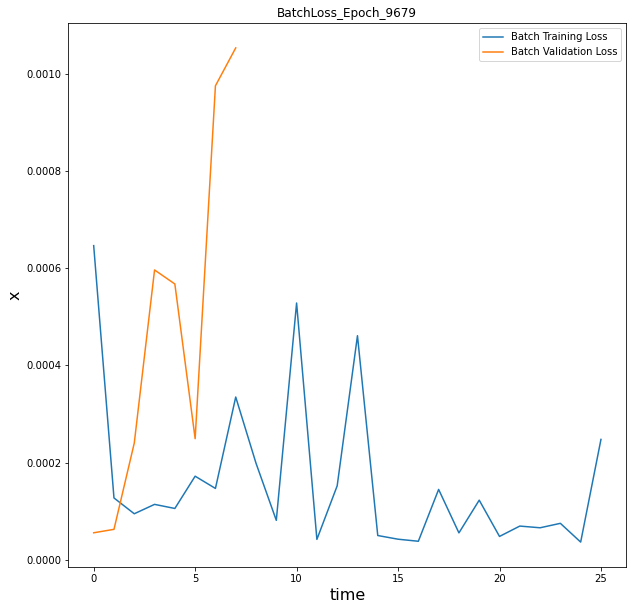 BatchLoss_Epoch_9679
Batch Training Loss
Batch Validation Loss
0.0010
0.0008
0.0006
0.0004
0.0002
0.0000
x
0 5 10 15 20 25
time